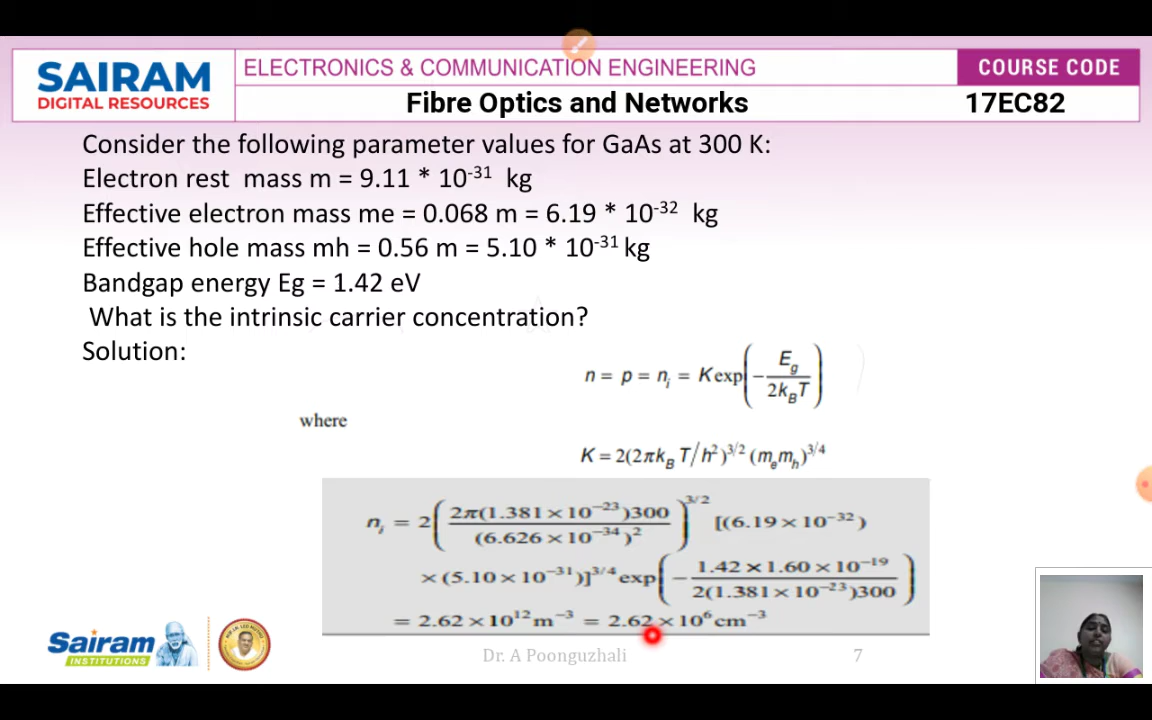 SAIRAM
DIGITAL RESOURCES
ELECTRONICS & COMMUNICATION ENGINEERING
COURSE CODE
Fibre Optics and Networks
17EC82
Consider the following parameter values for GaAs at 300 K:
Electron rest mass m = 9.11 * 10⁻³¹ kg
Effective electron mass me = 0.068 m = 6.19 * 10⁻³² kg
Effective hole mass mh = 0.56 m = 5.10 * 10⁻³¹ kg
Bandgap energy Eg = 1.42 eV
What is the intrinsic carrier concentration?
Solution:
n = p = nᵢ = K exp(−E_g / 2k_BT)
where
K = 2(2πk_B T/h²)^3/2 (m_e m_h)^3/4
nᵢ = 2(2π(1.381 × 10⁻²³)300 / (6.626 × 10⁻³⁴)²)^3/2 [(6.19 × 10⁻³²)
× (5.10 × 10⁻³¹)]^3/4 exp(−1.42 × 1.60 × 10⁻¹⁹ / 2(1.381 × 10⁻²³)300)
= 2.62 × 10¹² m⁻³ = 2.62 × 10⁶ cm⁻³
Sairam
INSTITUTIONS
Dr. A Poonguzhali
7